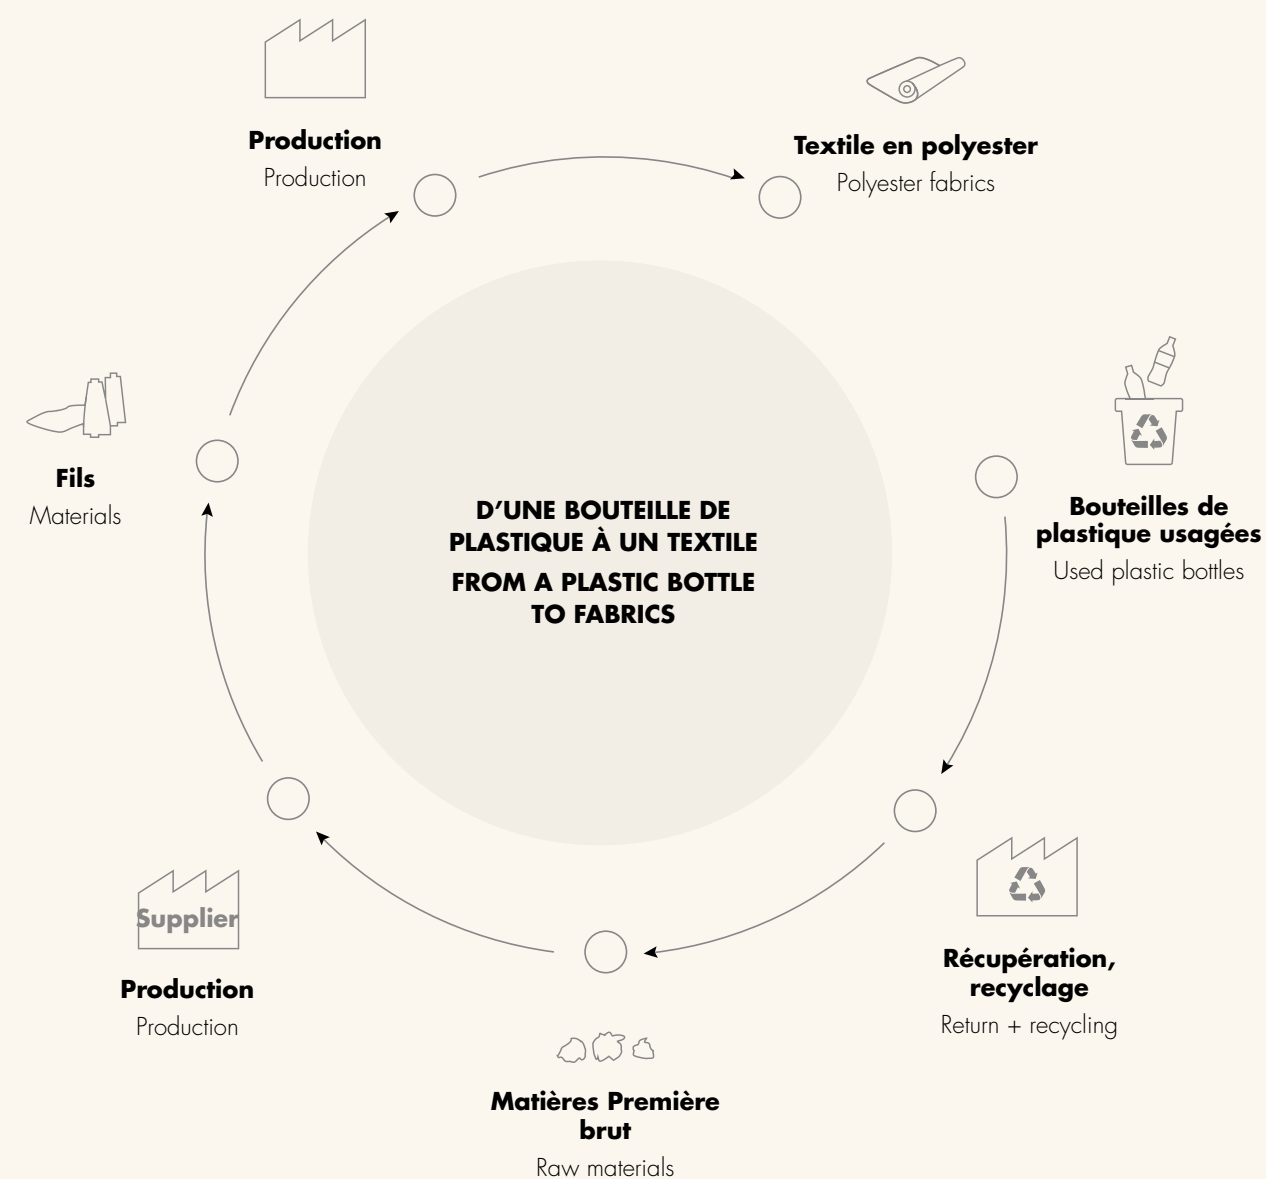 Production
Production
Textile en polyester
Polyester fabrics
Fils
Materials
D’UNE BOUTEILLE DE
PLASTIQUE À UN TEXTILE
FROM A PLASTIC BOTTLE
TO FABRICS
Bouteilles de
plastique usagées
Used plastic bottles
Supplier
Production
Production
Récupération,
recyclage
Return + recycling
Matières Première
brut
Raw materials